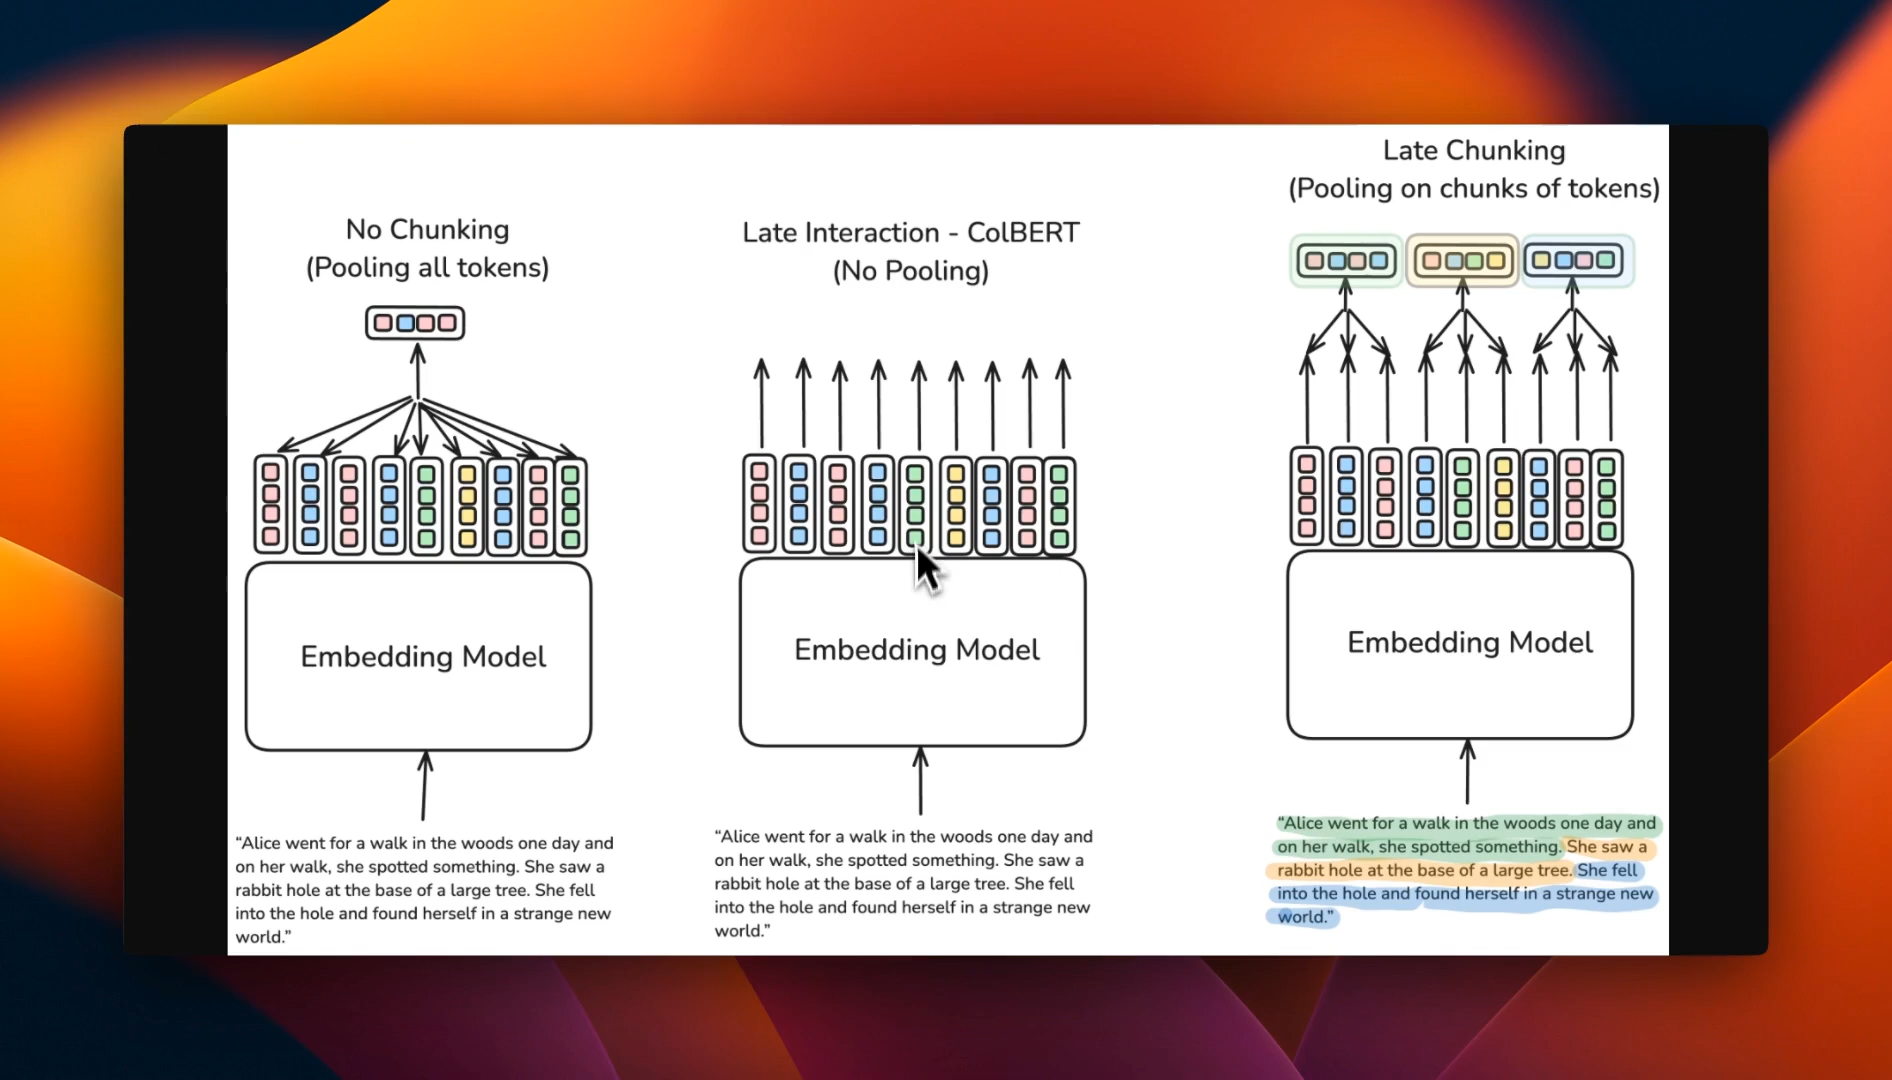 No Chunking
(Pooling all tokens)
Embedding Model
“Alice went for a walk in the woods one day and
on her walk, she spotted something. She saw a
rabbit hole at the base of a large tree. She fell
into the hole and found herself in a strange new
world.”
Late Interaction - ColBERT
(No Pooling)
Embedding Model
“Alice went for a walk in the woods one day and
on her walk, she spotted something. She saw a
rabbit hole at the base of a large tree. She fell
into the hole and found herself in a strange new
world.”
Late Chunking
(Pooling on chunks of tokens)
Embedding Model
“Alice went for a walk in the woods one day and
on her walk, she spotted something. She saw a
rabbit hole at the base of a large tree. She fell
into the hole and found herself in a strange new
world.”